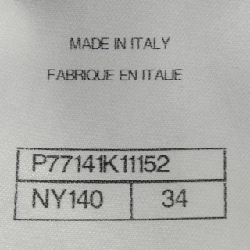 MADE IN ITALY
FABRIQUE EN ITALIE
P77141K11152
NY140 34